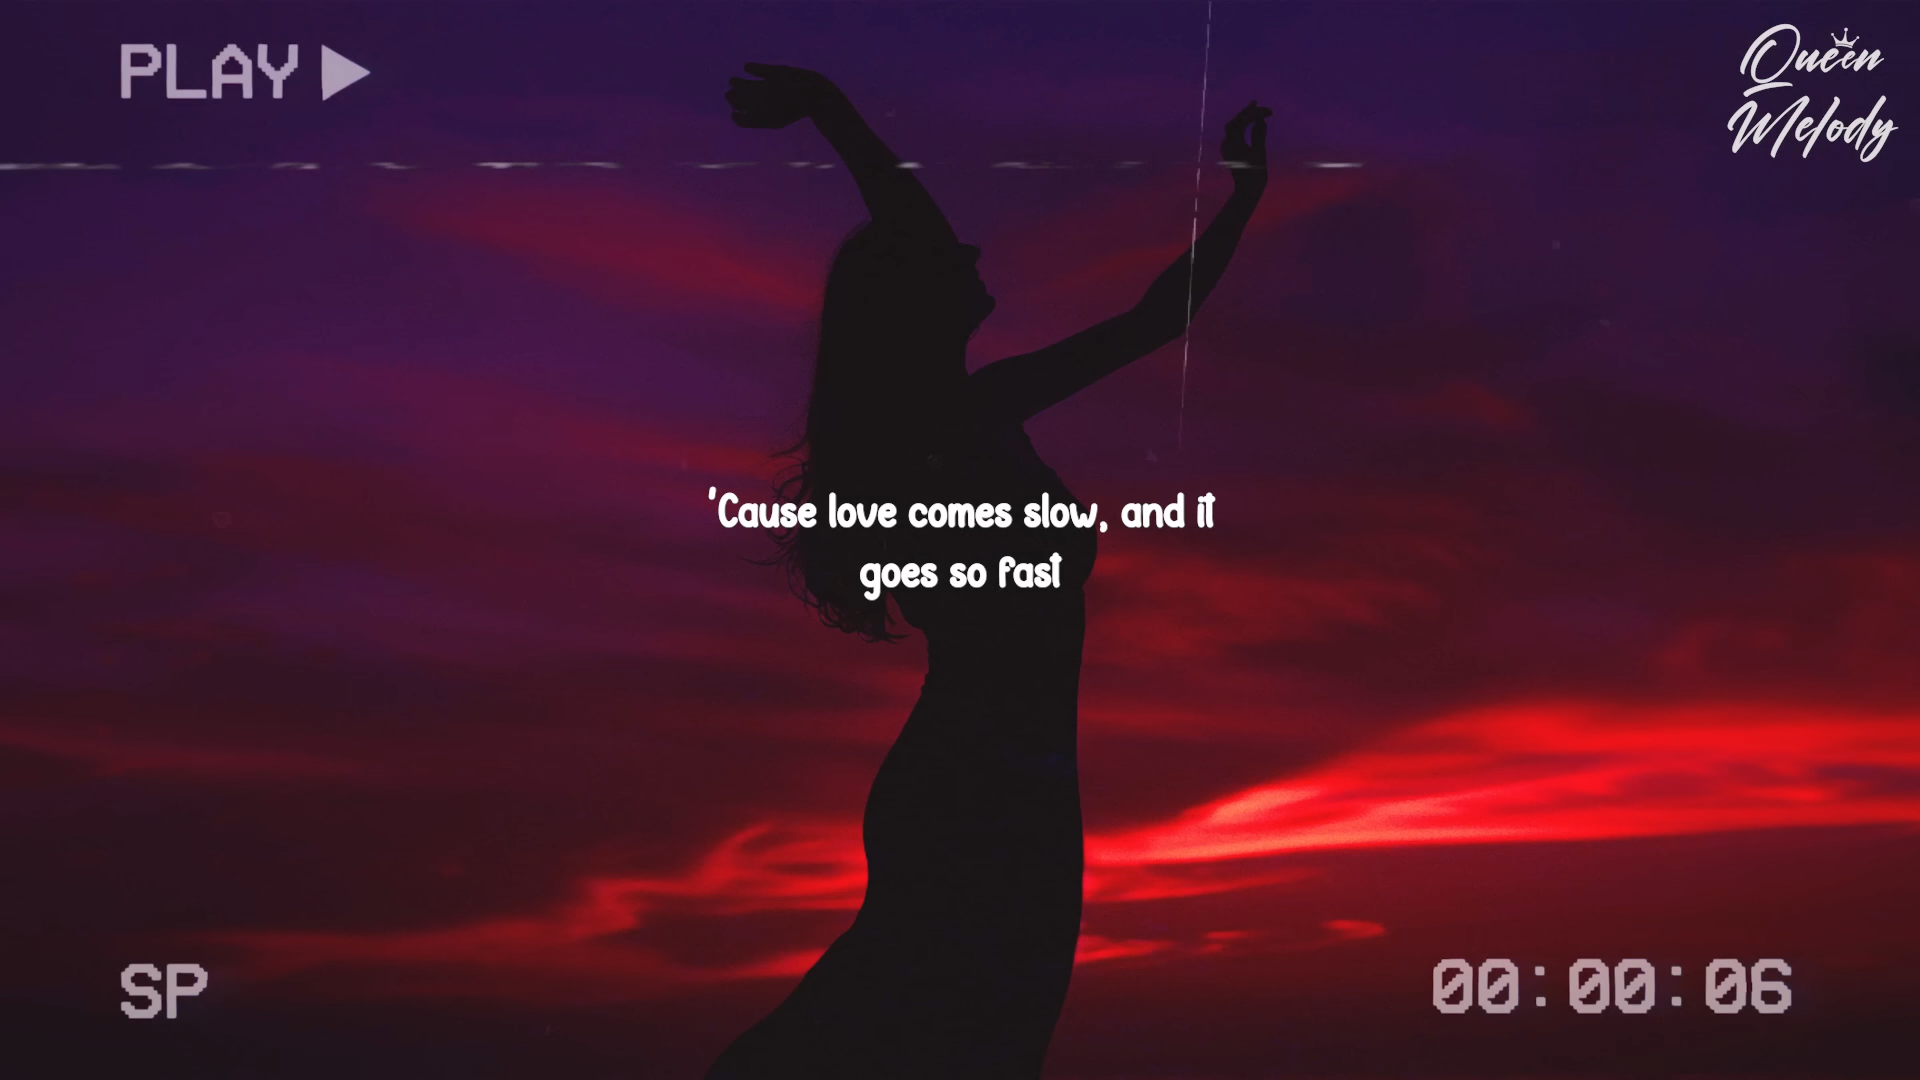 PLAY ▶
Queen
Melody
'Cause love comes slow, and it
goes so fast
SP
00:00:06